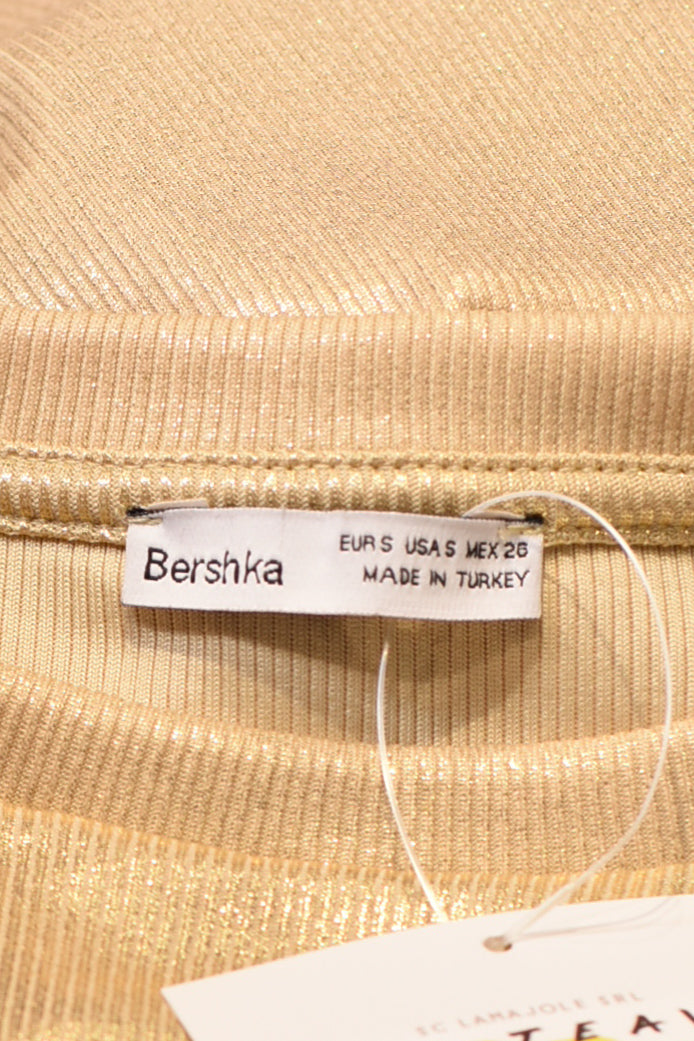 Bershka
EUR S USA S MEX 26
MADE IN TURKEY
SC LAMAJOLE SRL